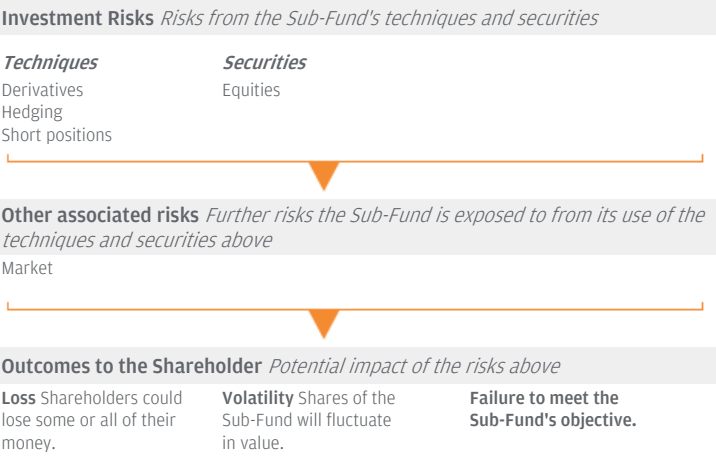 Investment Risks Risks from the Sub-Fund's techniques and securities
Techniques
Derivatives
Hedging
Short positions
Securities
Equities
Other associated risks Further risks the Sub-Fund is exposed to from its use of the
techniques and securities above
Market
Outcomes to the Shareholder Potential impact of the risks above
Loss Shareholders could
lose some or all of their
money.
Volatility Shares of the
Sub-Fund will fluctuate
in value.
Failure to meet the
Sub-Fund's objective.